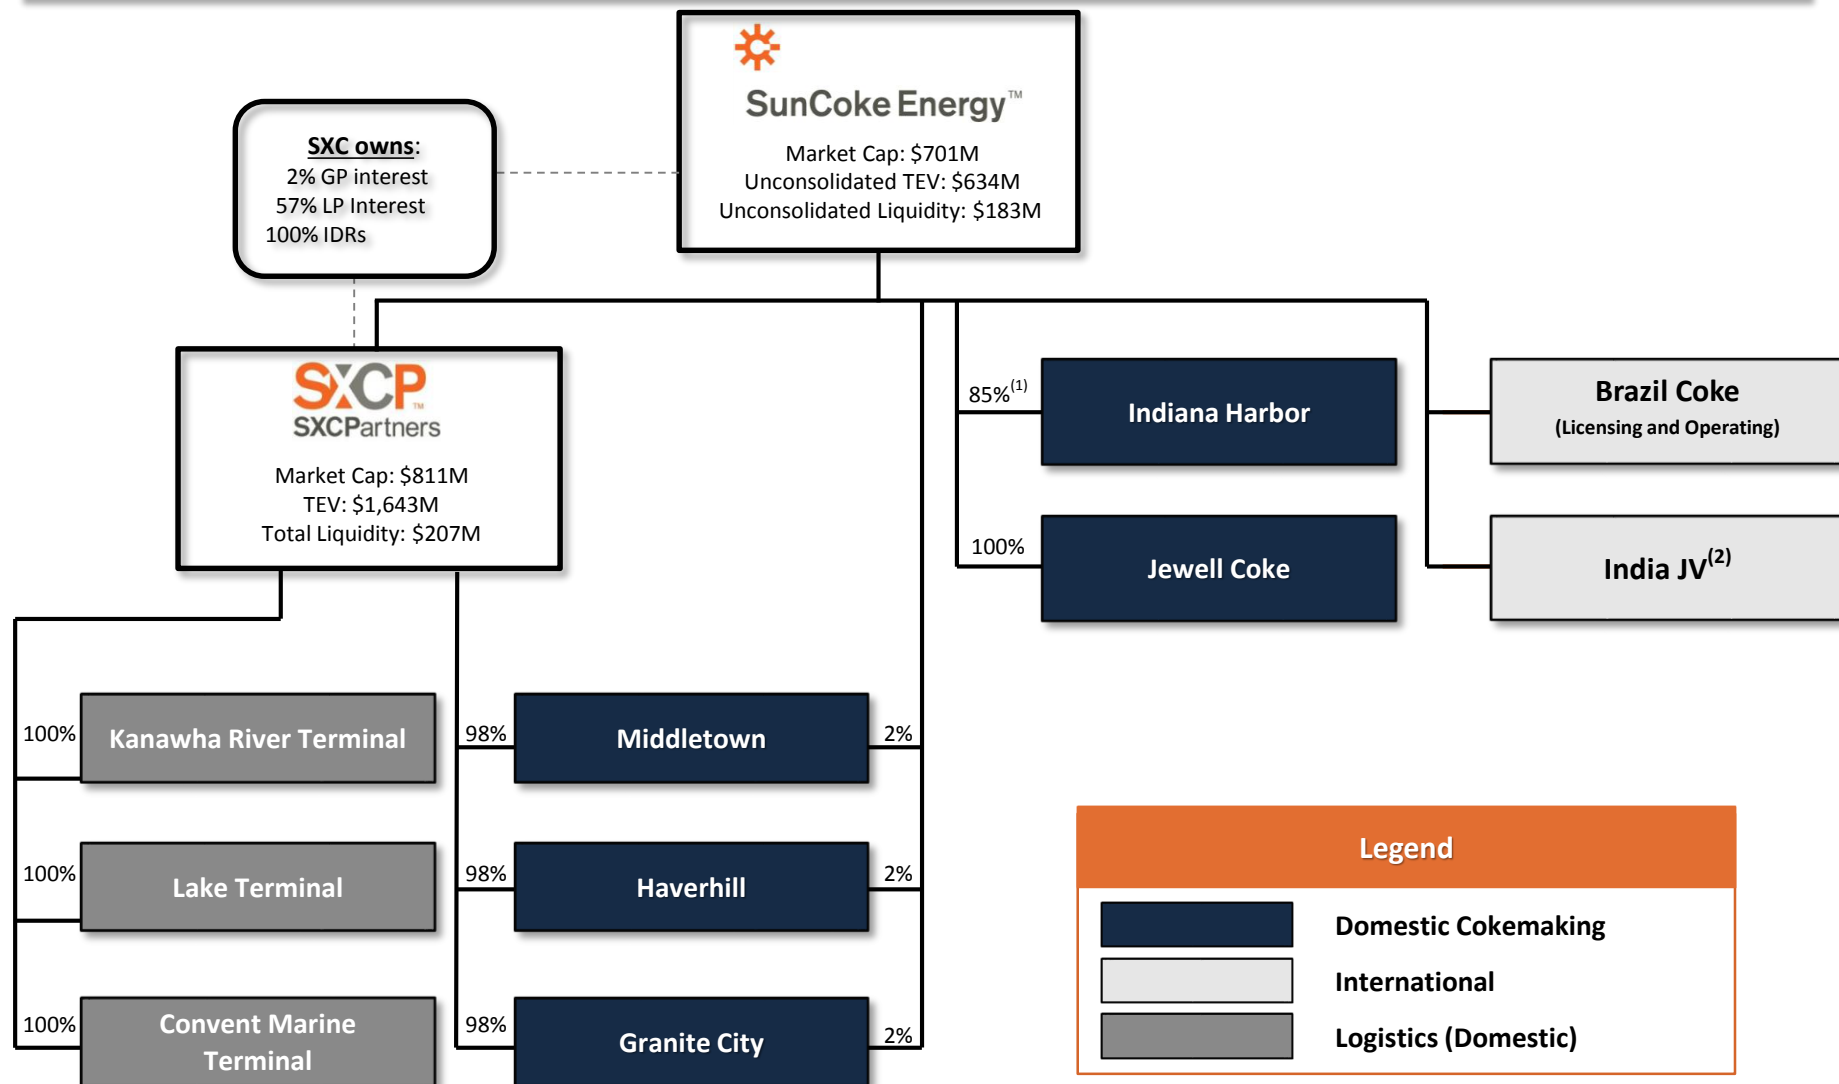 SunCoke Energy™
Market Cap: $701M
Unconsolidated TEV: $634M
Unconsolidated Liquidity: $183M
SXC owns:
2% GP interest
57% LP Interest
100% IDRs
SXCP™
SXCPartners
Market Cap: $811M
TEV: $1,643M
Total Liquidity: $207M
85%(1)
Indiana Harbor
Brazil Coke
(Licensing and Operating)
100%
Jewell Coke
India JV(2)
100%
Kanawha River Terminal
98%
Middletown
2%
100%
Lake Terminal
98%
Haverhill
2%
100%
Convent Marine
Terminal
98%
Granite City
2%
Legend
Domestic Cokemaking
International
Logistics (Domestic)